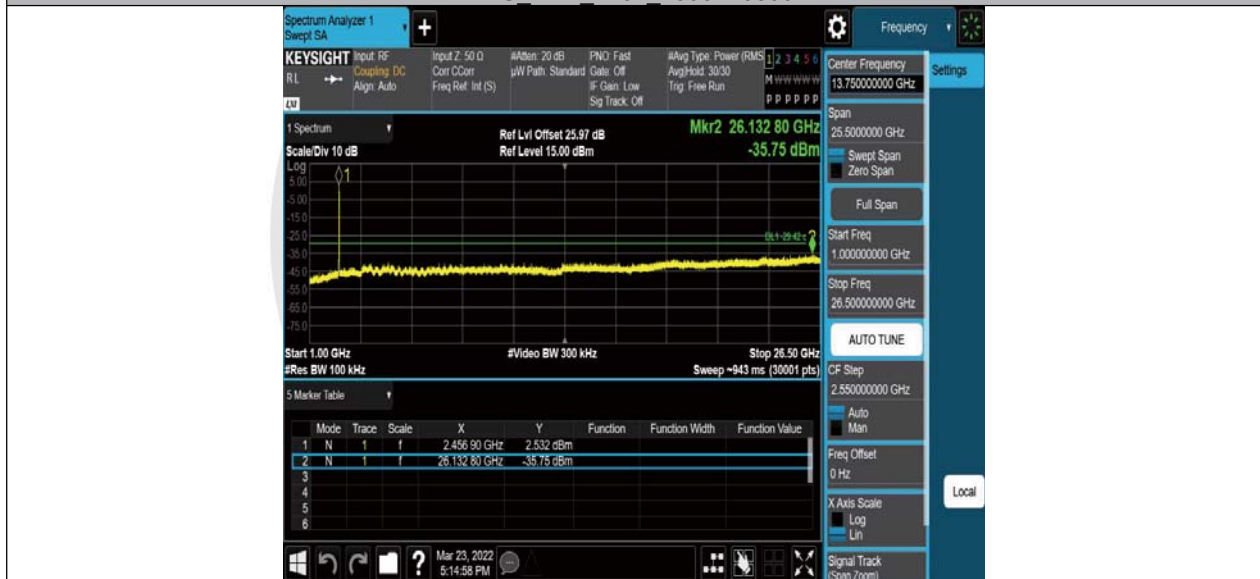 Spectrum Analyzer 1
Swept SA
+
Frequency
KEYSIGHT
Input: RF
Coupling: DC
Align: Auto
Input Z: 50 Ω
Corr CCorr
Freq Ref: Int (S)
#Atten: 20 dB
µW Path: Standard
PNO: Fast
Gate: Off
IF Gain: Low
Sig Track: Off
#Avg Type: Power (RMS
Avg|Hold: 30/30
Trig: Free Run
1 2 3 4 5 6
M W W W W W
P P P P P P
RL
LXI
Center Frequency
13.750000000 GHz
Settings
1 Spectrum
Scale/Div 10 dB
Ref Lvl Offset 25.97 dB
Ref Level 15.00 dBm
Mkr2 26.132 80 GHz
-35.75 dBm
Span
25.5000000 GHz
Swept Span
Zero Span
Full Span
Start Freq
1.000000000 GHz
Stop Freq
26.500000000 GHz
AUTO TUNE
CF Step
2.550000000 GHz
Auto
Man
Freq Offset
0 Hz
X Axis Scale
Log
Lin
Signal Track
(Span Zoom)
Local
Log
5.00
-5.00
-15.0
-25.0
-35.0
-45.0
-55.0
-65.0
-75.0
1
DL1 -29.42
2
Start 1.00 GHz
#Res BW 100 kHz
#Video BW 300 kHz
Stop 26.50 GHz
Sweep ~943 ms (30001 pts)
5 Marker Table
Mode Trace Scale X Y Function Function Width Function Value
1 N 1 f 2.456 90 GHz 2.532 dBm
2 N 1 f 26.132 80 GHz -35.75 dBm
3
4
5
6
?
Mar 23, 2022
5:14:58 PM